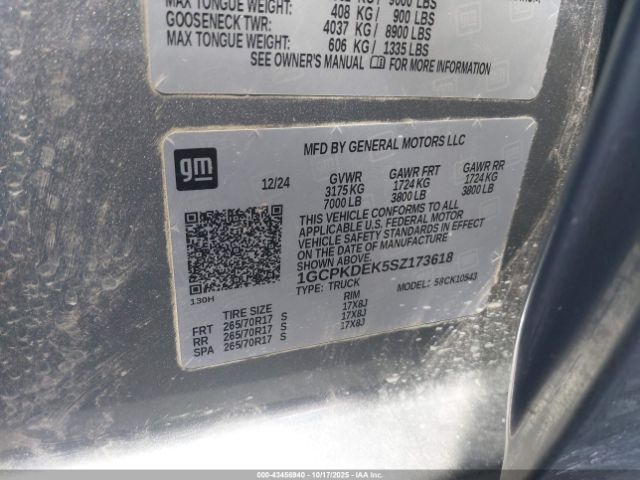 MAX TONGUE WEIGHT: 408 KG / 900 LBS
GOOSENECK TWR: 4037 KG / 8900 LBS
MAX TONGUE WEIGHT: 606 KG / 1335 LBS
SEE OWNER'S MANUAL FOR MORE INFORMATION
gm
MFD BY GENERAL MOTORS LLC
12/24 GVWR GAWR FRT GAWR RR
3175 KG 1724 KG 1724 KG
7000 LB 3800 LB 3800 LB
THIS VEHICLE CONFORMS TO ALL
APPLICABLE U.S. FEDERAL MOTOR
VEHICLE SAFETY STANDARDS IN
EFFECT ON THE DATE OF MANUFACTURE
SHOWN ABOVE.
1GCPKDEK5SZ173618
TYPE: TRUCK MODEL: 58CK10543
130H
TIRE SIZE RIM
FRT 265/70R17 S 17X8J
RR 265/70R17 S 17X8J
SPA 265/70R17 S 17X8J
000-43456940 10/17/2025